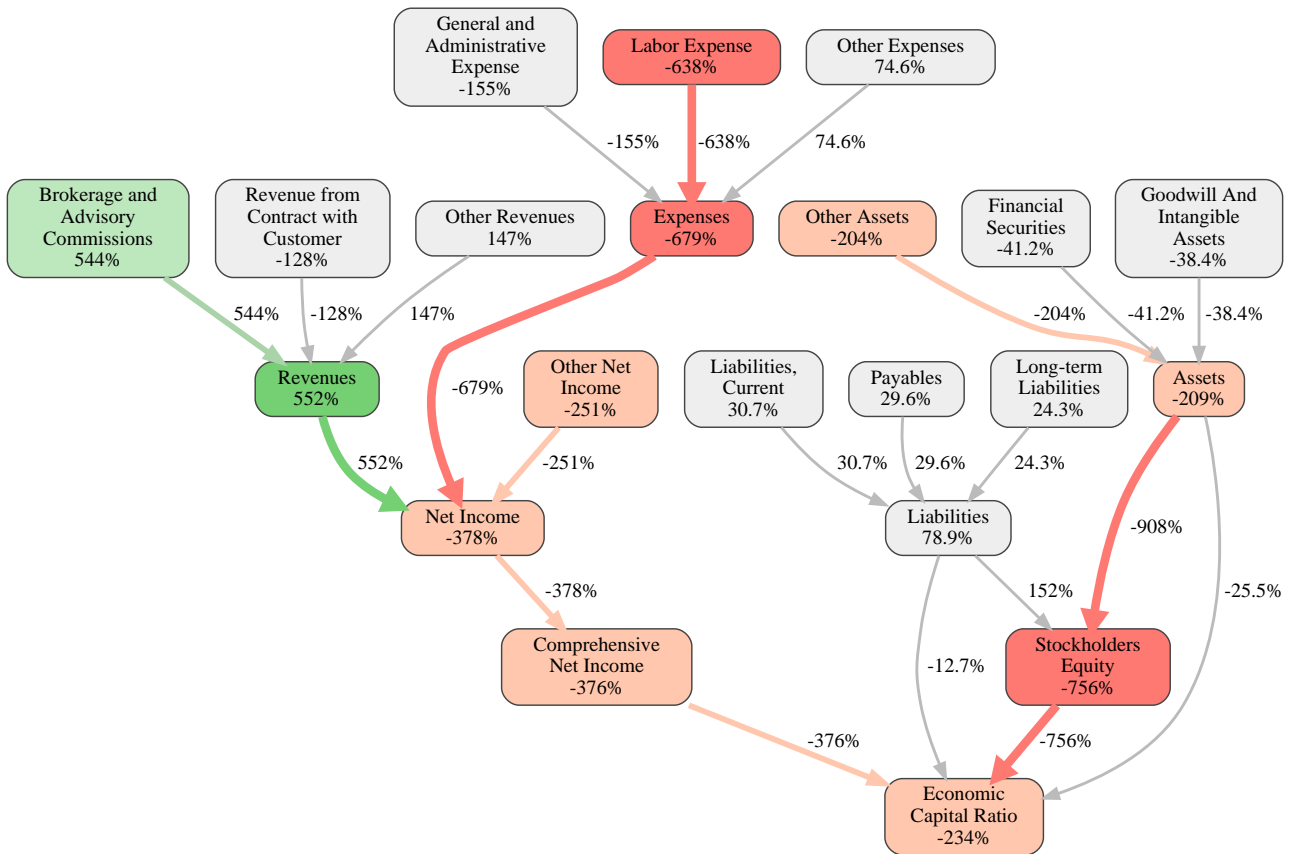 General and
Administrative
Expense
-155%
Labor Expense
-638%
Other Expenses
74.6%
-155%
-638%
74.6%
Brokerage and
Advisory
Commissions
544%
Revenue from
Contract with
Customer
-128%
Other Revenues
147%
Expenses
-679%
Other Assets
-204%
Financial
Securities
-41.2%
Goodwill And
Intangible
Assets
-38.4%
544%
-128%
147%
-204%
-41.2%
-38.4%
Revenues
552%
-679%
Other Net
Income
-251%
Liabilities,
Current
30.7%
Payables
29.6%
Long-term
Liabilities
24.3%
Assets
-209%
552%
-251%
30.7%
29.6%
24.3%
Net Income
-378%
Liabilities
78.9%
-908%
-378%
152%
-25.5%
Comprehensive
Net Income
-376%
-12.7%
Stockholders
Equity
-756%
-376%
-756%
Economic
Capital Ratio
-234%